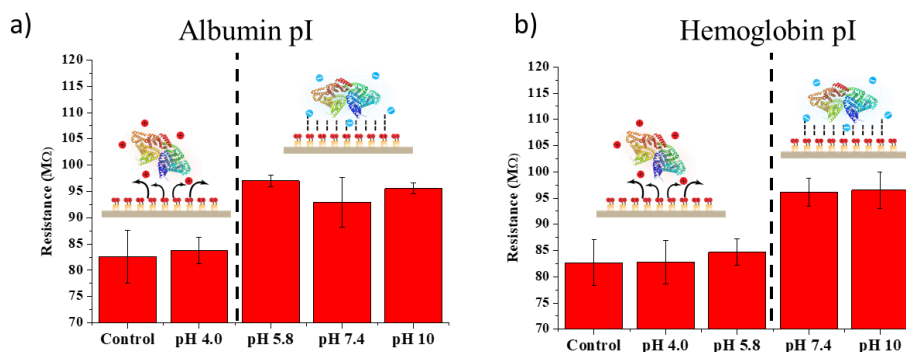 a)
Albumin pI
120
115
110
105
100
95
90
85
80
75
70
Resistance (MΩ)
Control pH 4.0 pH 5.8 pH 7.4 pH 10
b)
Hemoglobin pI
120
115
110
105
100
95
90
85
80
75
70
Resistance (MΩ)
Control pH 4.0 pH 5.8 pH 7.4 pH 10